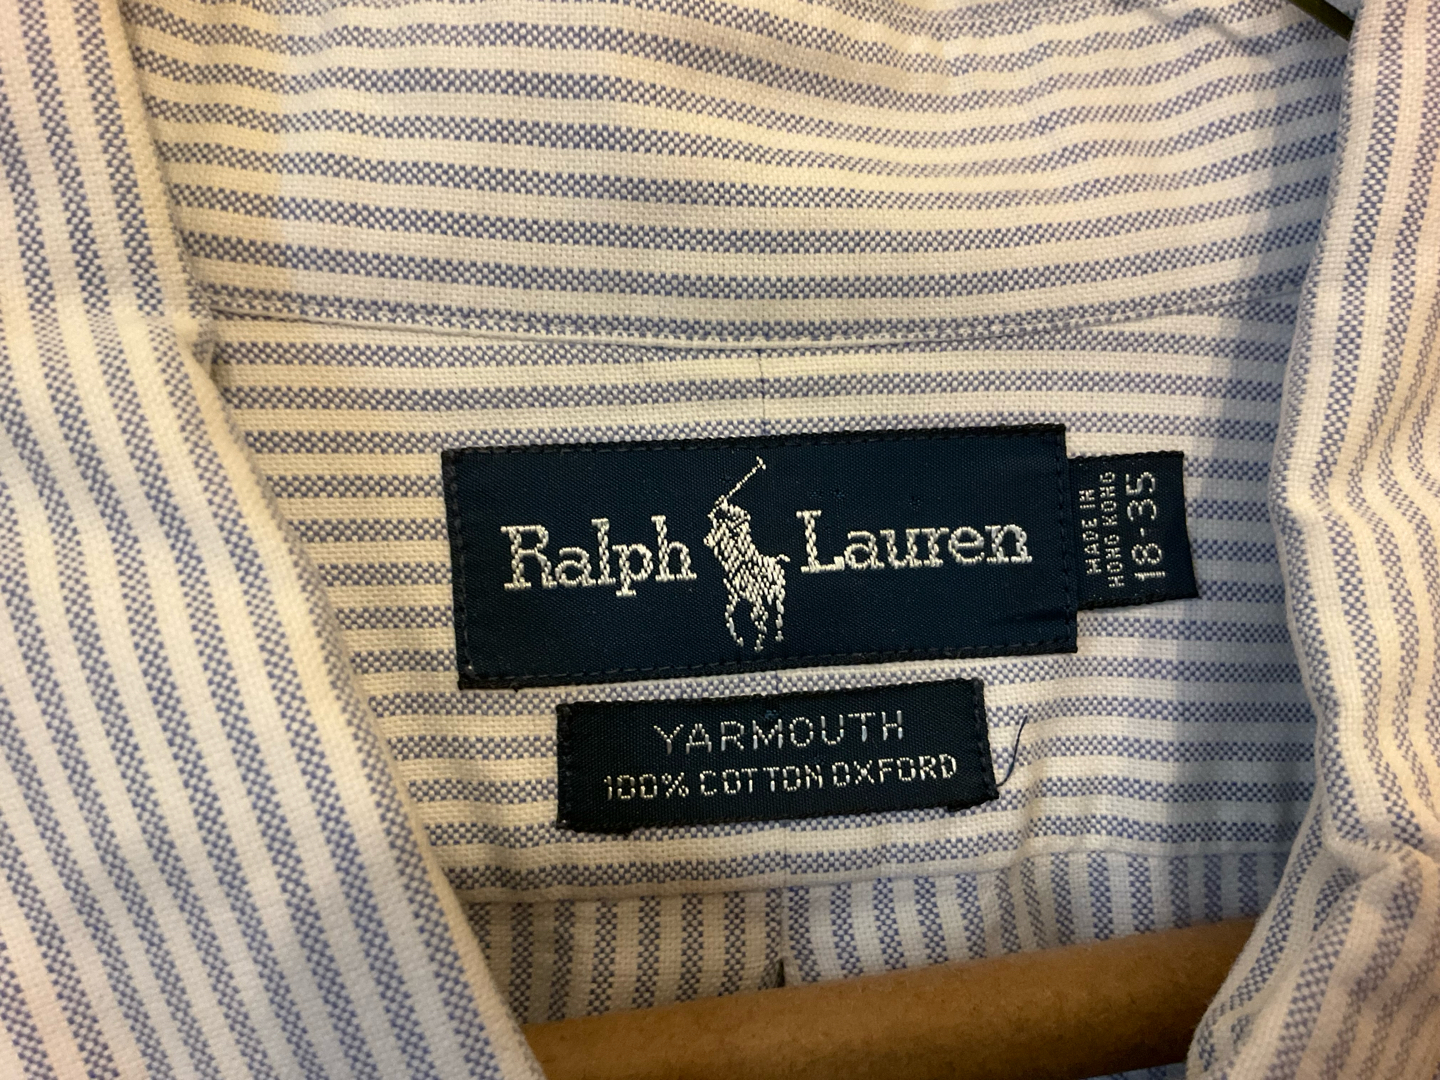 Ralph Lauren
MADE IN
HONG KONG
18-35
YARMOUTH
100% COTTON OXFORD